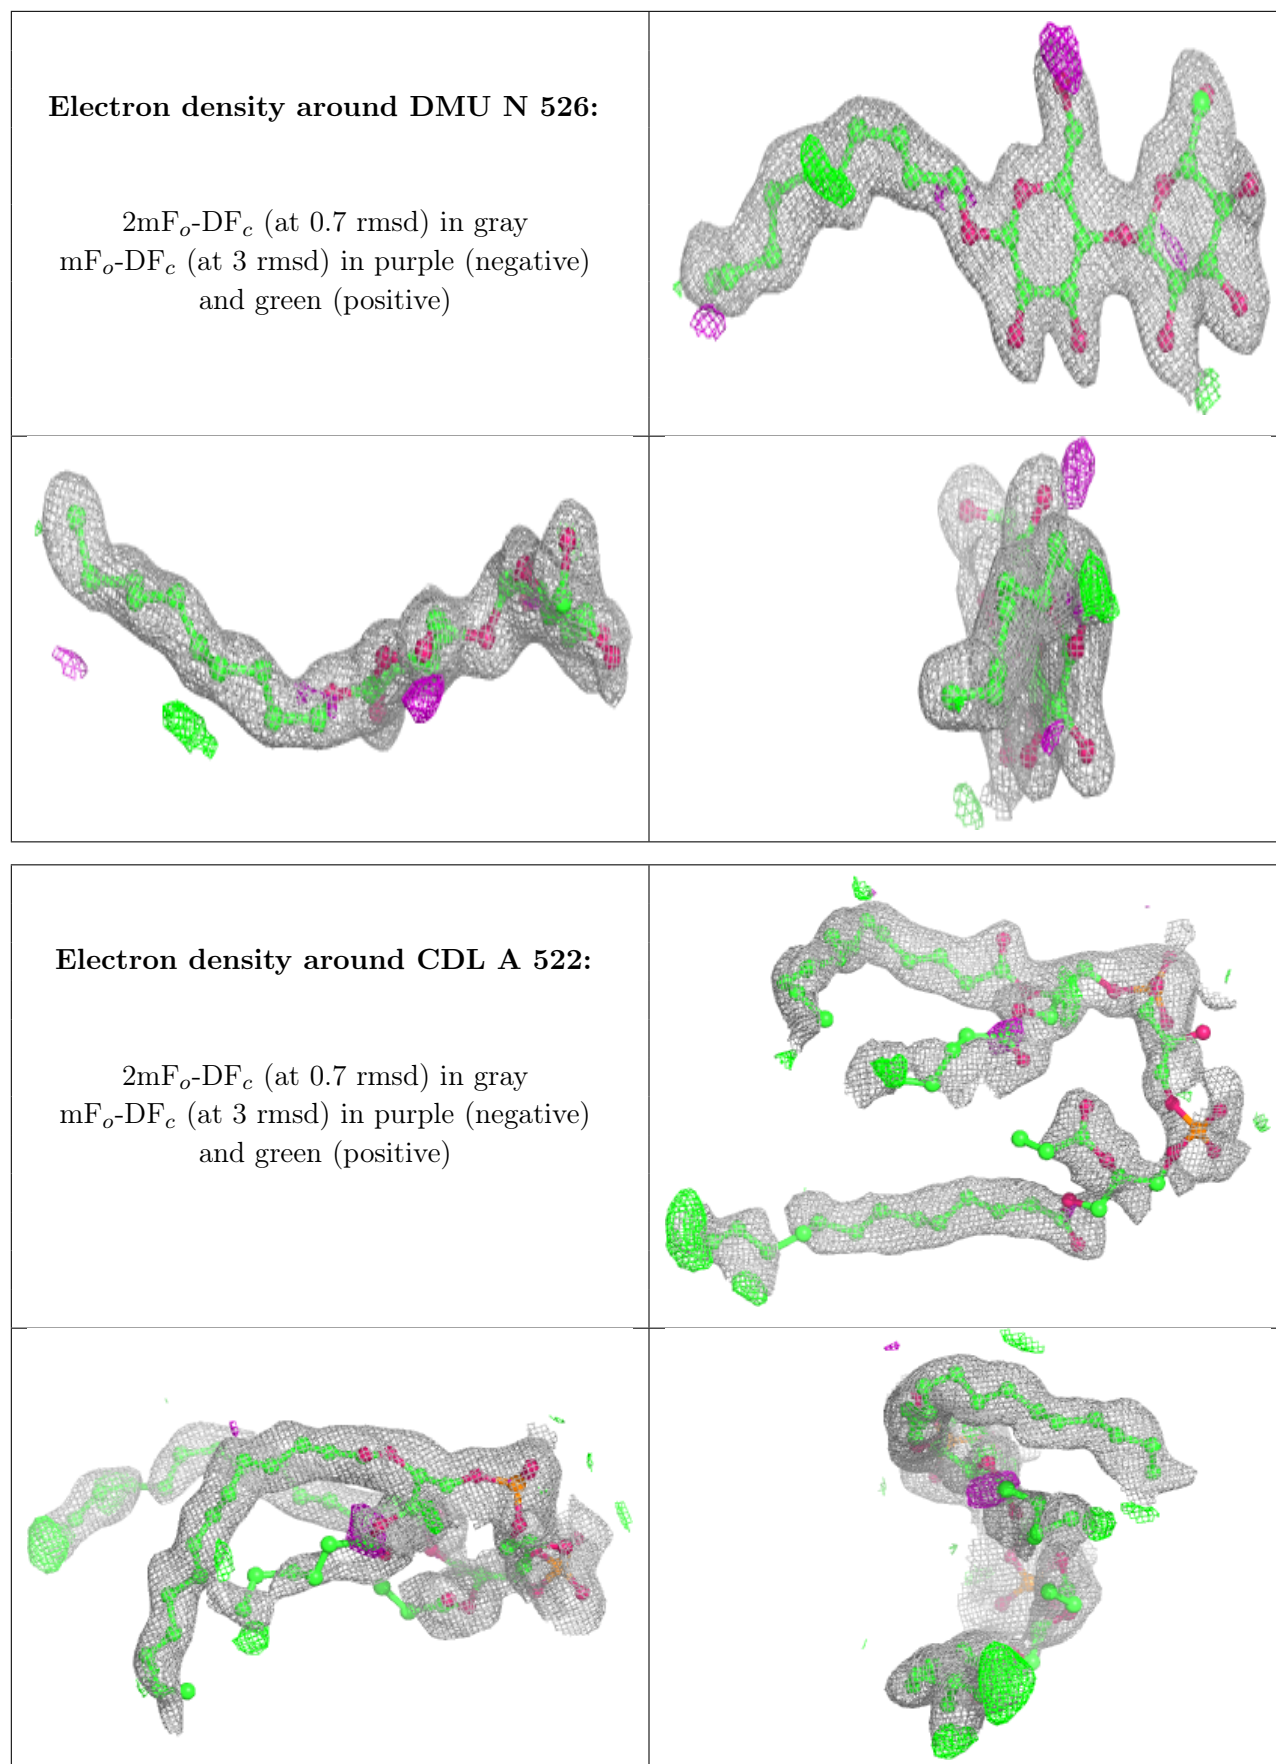 Electron density around DMU N 526:
2mFo-DFc (at 0.7 rmsd) in gray
mFo-DFc (at 3 rmsd) in purple (negative)
and green (positive)
Electron density around CDL A 522:
2mFo-DFc (at 0.7 rmsd) in gray
mFo-DFc (at 3 rmsd) in purple (negative)
and green (positive)